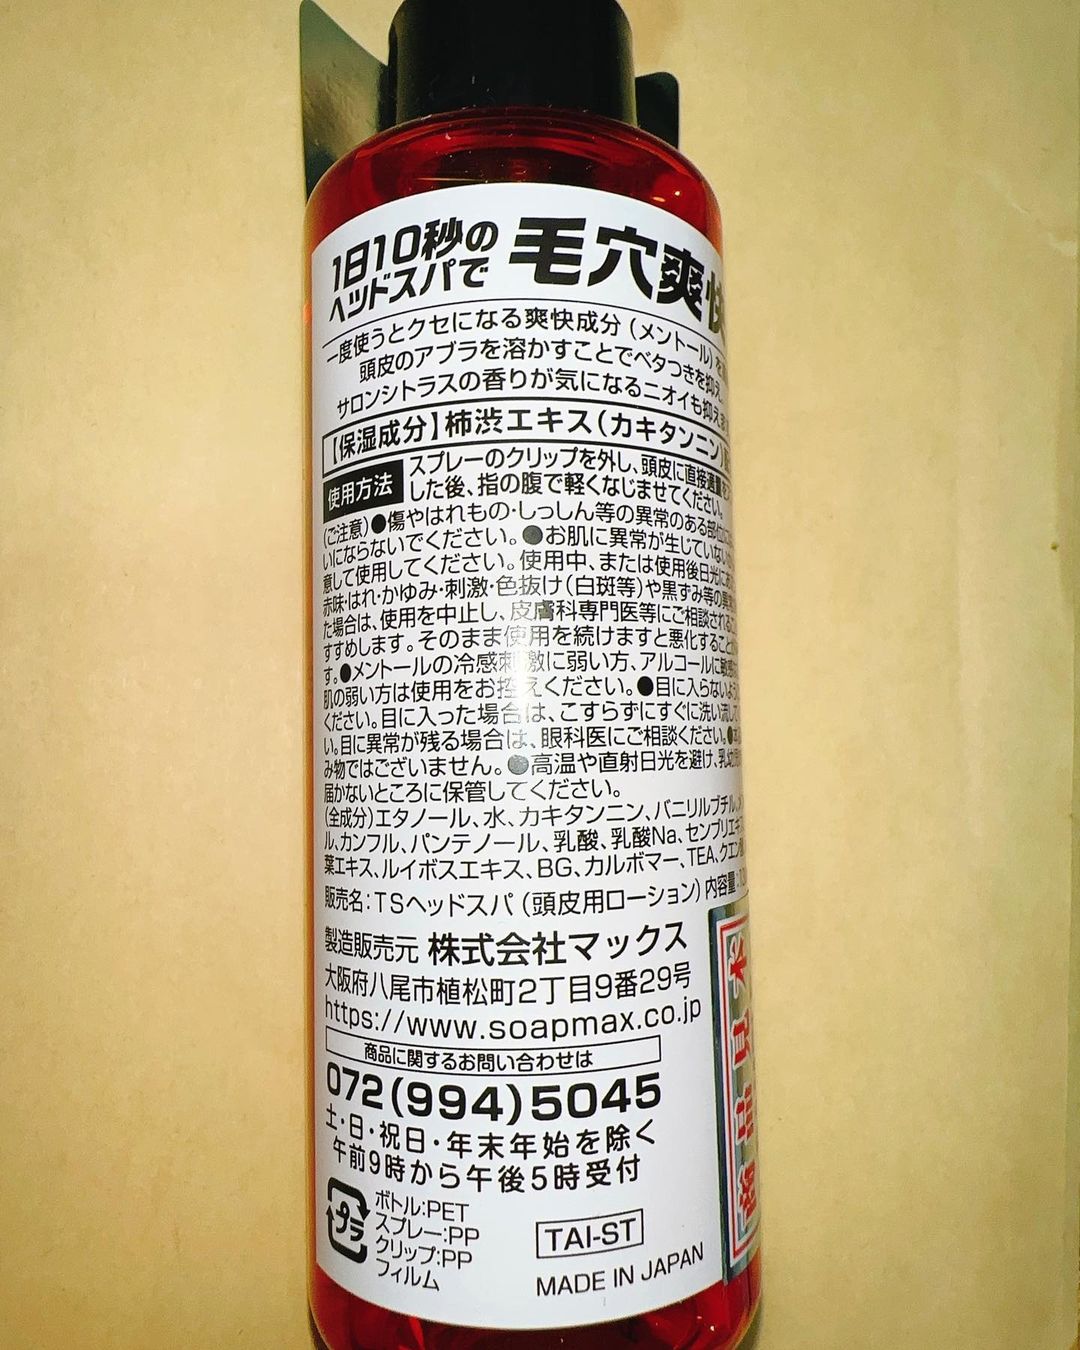 1日10秒の
ヘッドスパで 毛穴爽快
一度使うとクセになる爽快成分(メントール)
頭皮のアブラを溶かすことでベタつきを抑え、
サロンシトラスの香りが気になるニオイも抑えま
【保湿成分】柿渋エキス(カキタンニン)
使用方法
スプレーのクリップを外し、頭皮に直接適量を
した後、指の腹で軽くなじませてください。
(ご注意)●傷やはれもの・しっしん等の異常のある部位に
いにならないでください。●お肌に異常が生じていない
意して使用してください。使用中、または使用後日光に
赤味・はれ・かゆみ・刺激・色抜け(白斑等)や黒ずみ等の異常
た場合は、使用を中止し、皮膚科専門医等にご相談される
すすめします。そのまま使用を続けますと悪化すること
す。●メントールの冷感刺激に弱い方、アルコールに敏感
肌の弱い方は使用をお控えください。●目に入らないよう
ください。目に入った場合は、こすらずにすぐに洗い流して
い。目に異常が残る場合は、眼科医にご相談ください。●
み物ではございません。●高温や直射日光を避け、乳幼児
届かないところに保管してください。
(全成分)エタノール、水、カキタンニン、バニリルブチル、
ル、カンフル、パンテノール、乳酸、乳酸Na、センブリエキ
葉エキス、ルイボスエキス、BG、カルボマー、TEA、クエン
販売名:TSヘッドスパ(頭皮用ローション) 内容量:
製造販売元 株式会社マックス
大阪府八尾市植松町2丁目9番29号
https://www.soapmax.co.jp
商品に関するお問い合わせは
072(994)5045
土・日・祝日・年末年始を除く
午前9時から午後5時受付
プラ
ボトル:PET
スプレー:PP
クリップ:PP
フィルム
TAI-ST
MADE IN JAPAN